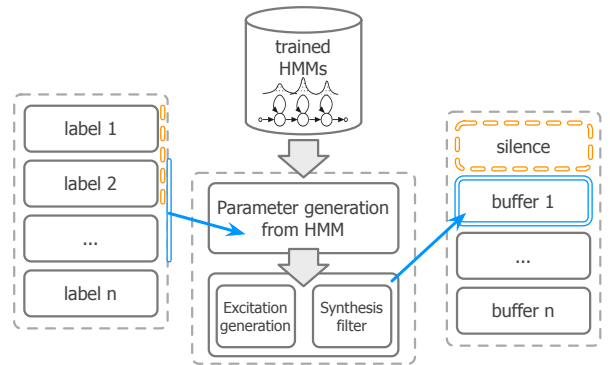 trained
HMMs
label 1
label 2
...
label n
Parameter generation
from HMM
Excitation
generation
Synthesis
filter
silence
buffer 1
...
buffer n